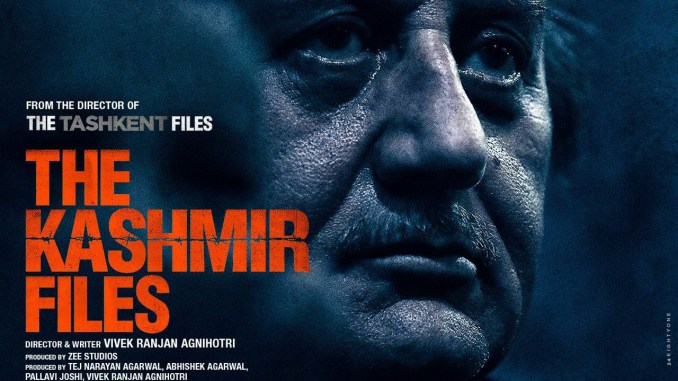 FROM THE DIRECTOR OF
THE TASHKENT FILES
THE
KASHMIR
FILES
DIRECTOR & WRITER VIVEK RANJAN AGNIHOTRI
PRODUCED BY ZEE STUDIOS
PRODUCED BY TEJ NARAYAN AGARWAL, ABHISHEK AGARWAL,
PALLAVI JOSHI, VIVEK RANJAN AGNIHOTRI
24EIGHTYONE